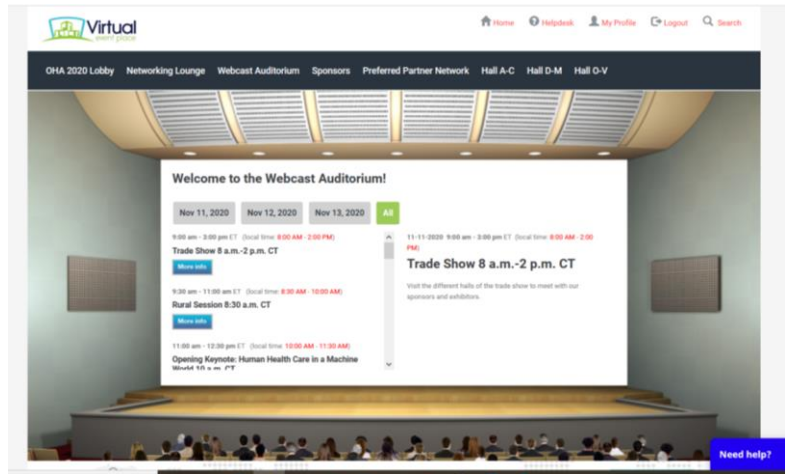 Virtual
event place
Home Helpdesk My Profile Logout Search
OHA 2020 Lobby Networking Lounge Webcast Auditorium Sponsors Preferred Partner Network Hall A-C Hall D-M Hall O-V
Welcome to the Webcast Auditorium!
Nov 11, 2020 Nov 12, 2020 Nov 13, 2020 All
9:00 am - 3:00 pm ET (local time: 8:00 AM - 2:00 PM)
Trade Show 8 a.m.-2 p.m. CT
More info
9:30 am - 11:00 am ET (local time: 8:30 AM - 10:00 AM)
Rural Session 8:30 a.m. CT
More info
11:00 am - 12:30 pm ET (local time: 10:00 AM - 11:30 AM)
Opening Keynote: Human Health Care in a Machine
World 10 a.m. CT
11-11-2020 9:00 am - 3:00 pm ET (local time: 8:00 AM - 2:00
PM)
Trade Show 8 a.m.-2 p.m. CT
Visit the different halls of the trade show to meet with our
sponsors and exhibitors.
Need help?